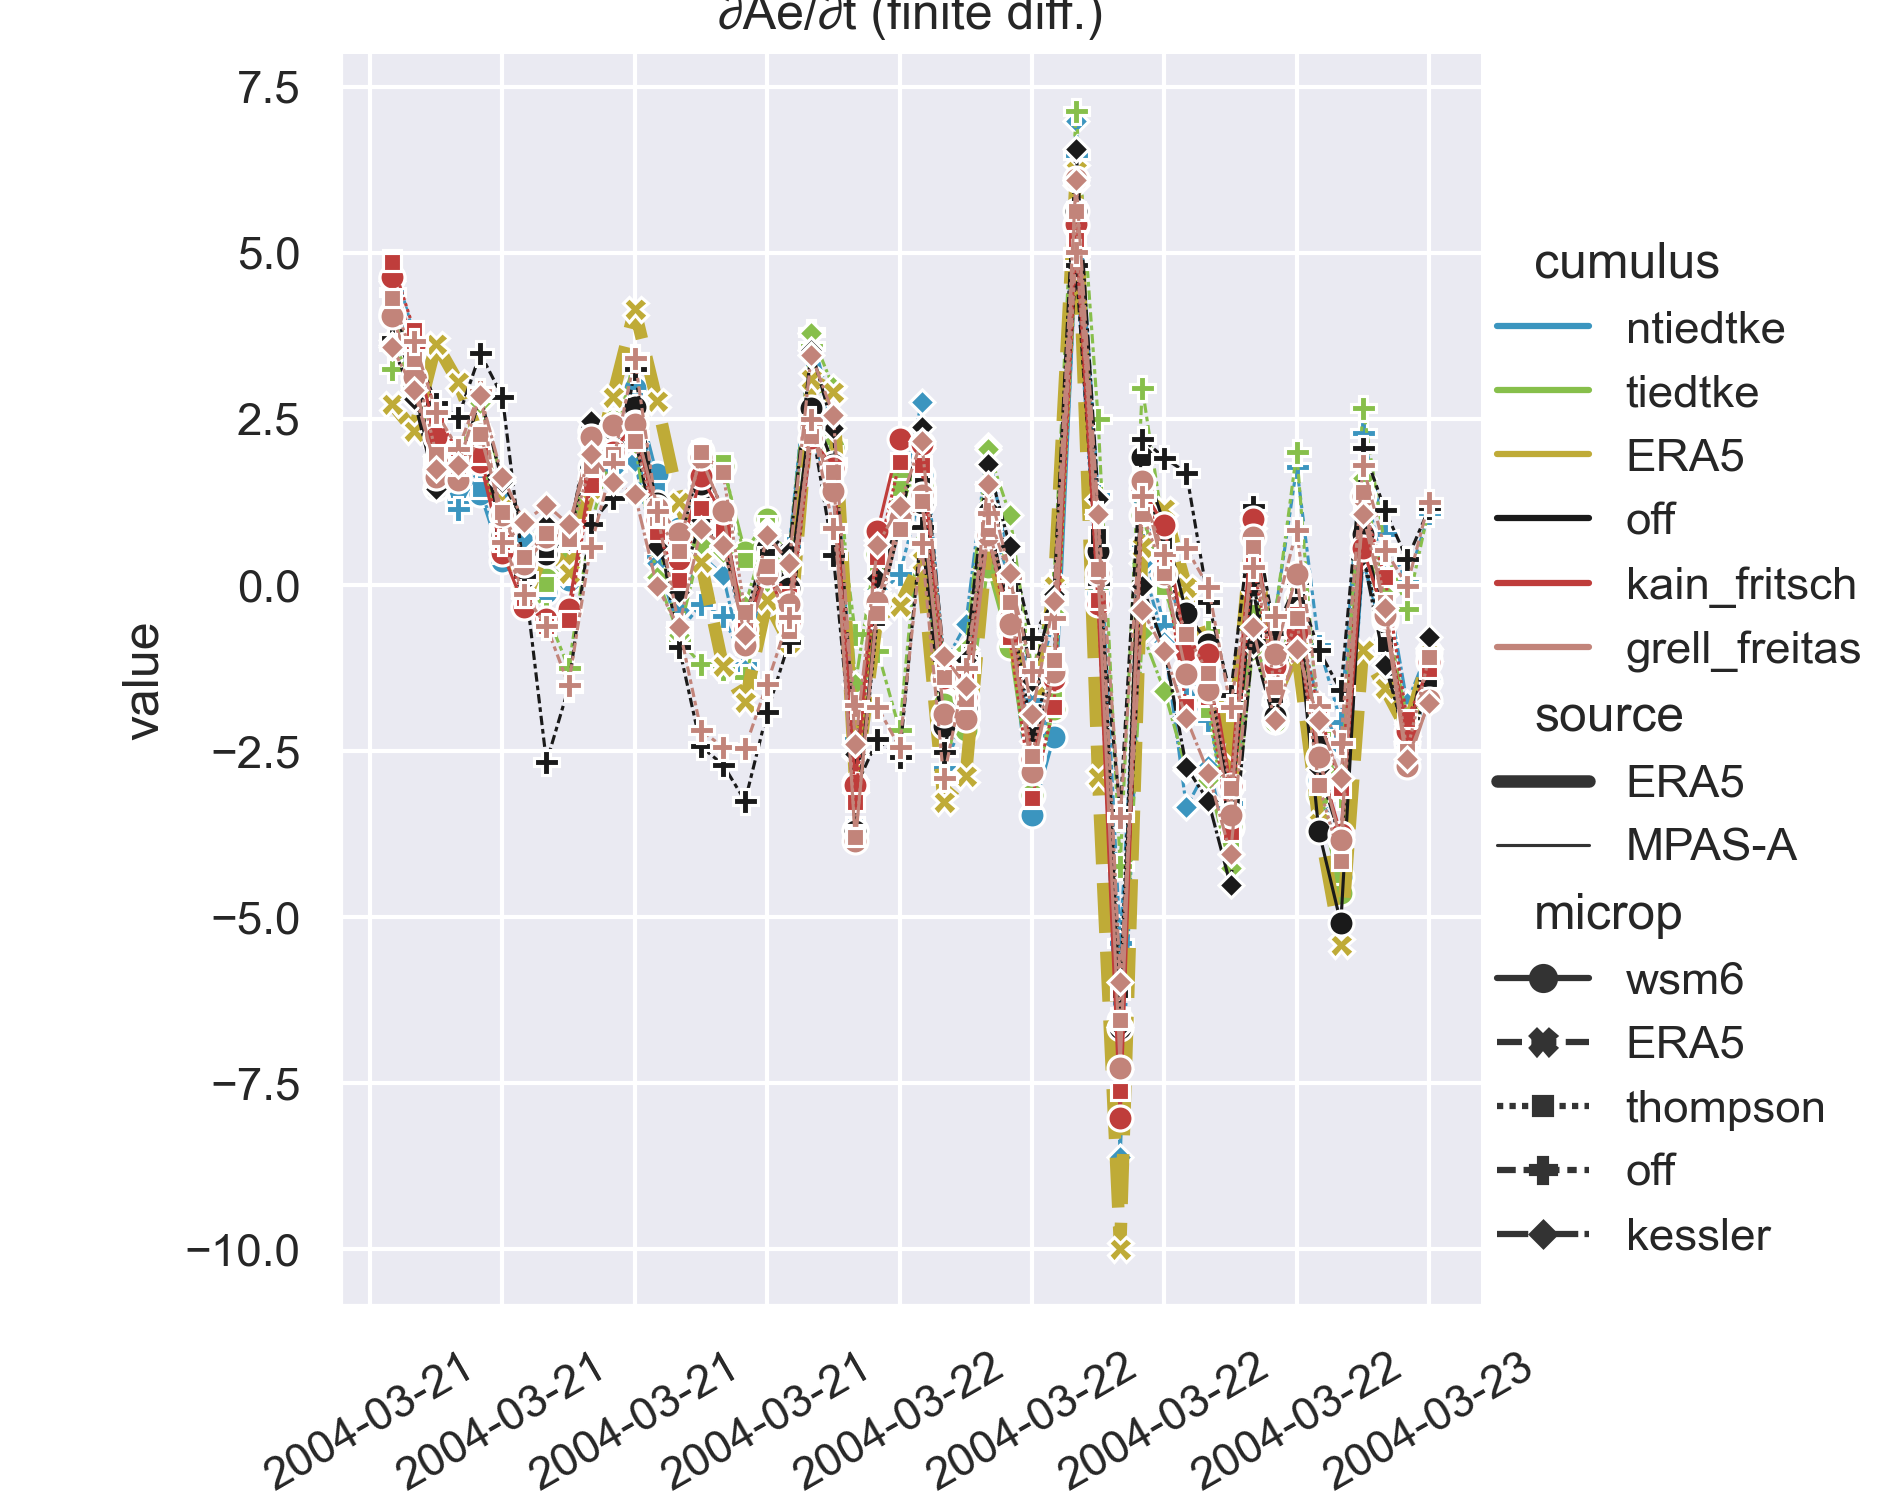 ∂Ae/∂t (finite diff.)
7.5
5.0
2.5
0.0
−2.5
−5.0
−7.5
−10.0
value
2004-03-21
2004-03-21
2004-03-21
2004-03-21
2004-03-22
2004-03-22
2004-03-22
2004-03-22
2004-03-23
cumulus
ntiedtke
tiedtke
ERA5
off
kain_fritsch
grell_freitas
source
ERA5
MPAS-A
microp
wsm6
ERA5
thompson
off
kessler